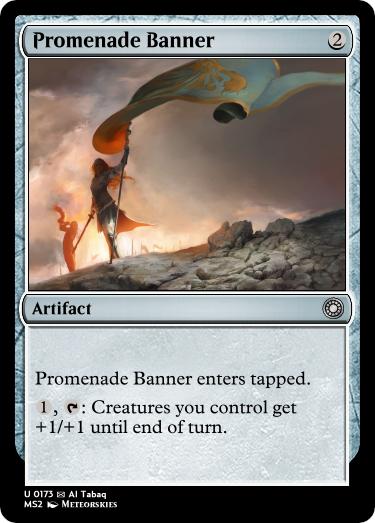 Promenade Banner 2
Artifact
Promenade Banner enters tapped.
1, : Creatures you control get
+1/+1 until end of turn.
U 0173 Al Tabaq
MS2 Meteorskies